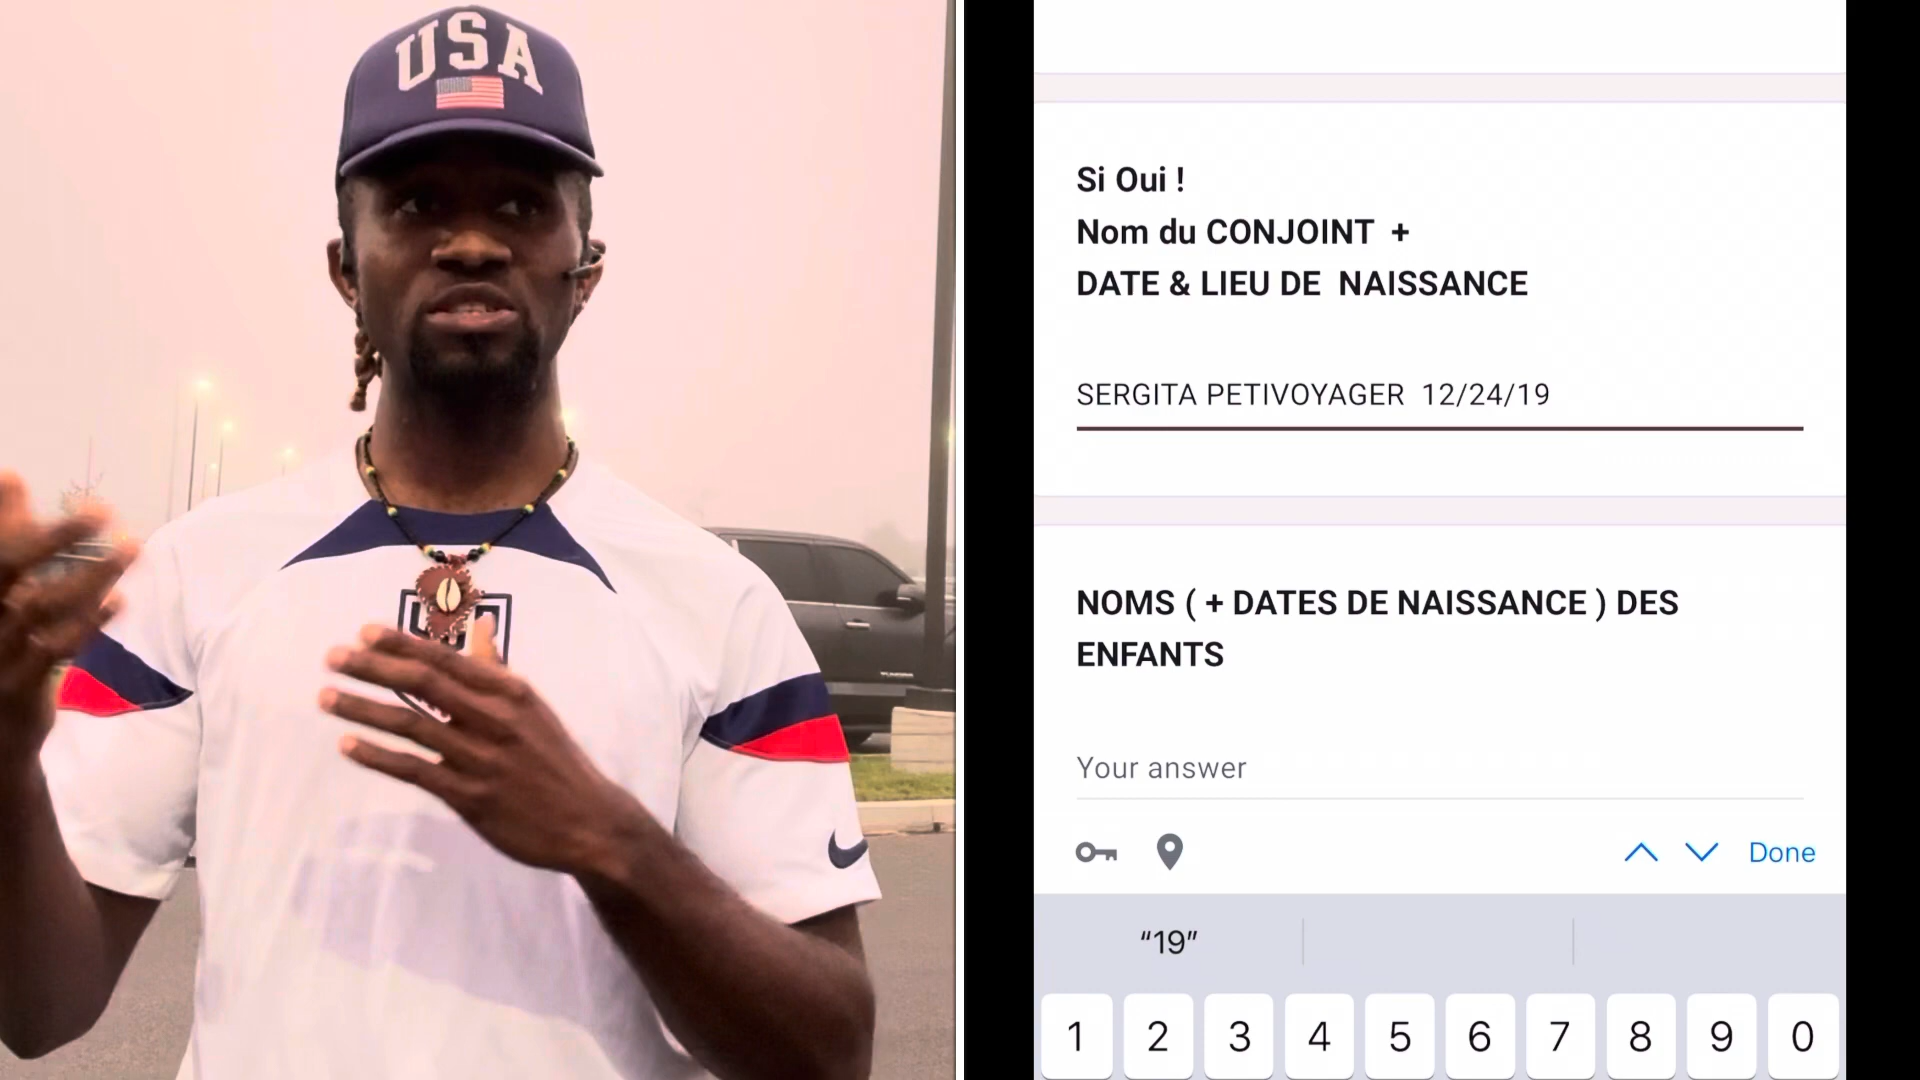 USA
TUNDRA
Si Oui !
Nom du CONJOINT +
DATE & LIEU DE NAISSANCE
SERGITA PETIVOYAGER 12/24/19
NOMS ( + DATES DE NAISSANCE ) DES
ENFANTS
Your answer
Done
“19”
1 2 3 4 5 6 7 8 9 0